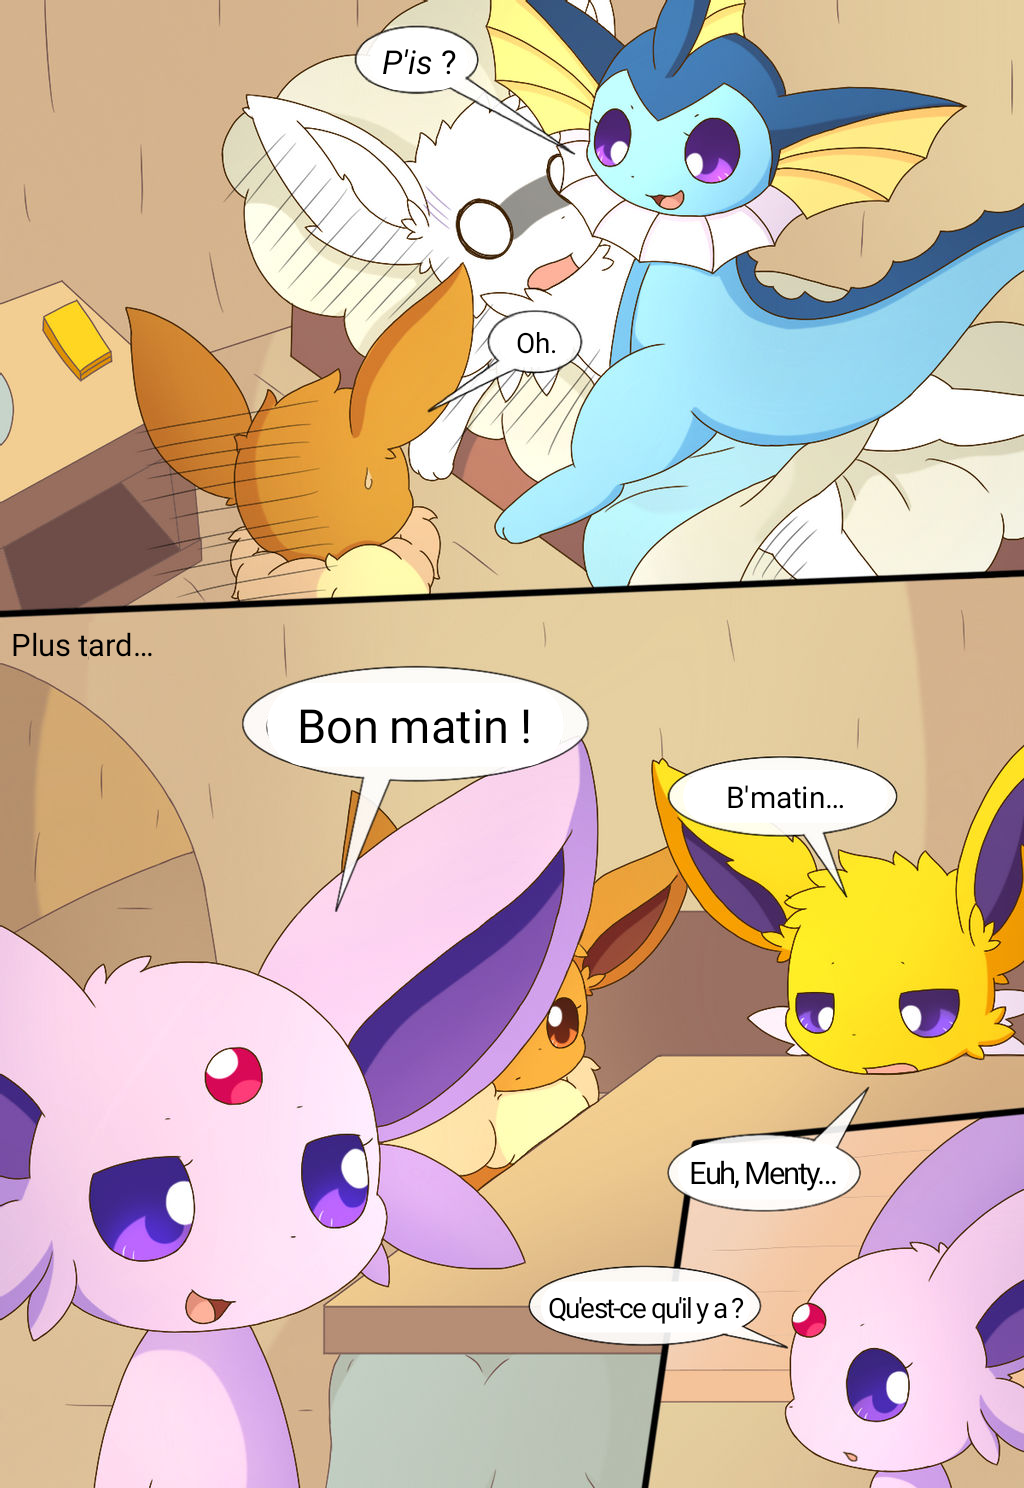 P'is ?
Oh.
Plus tard...
Bon matin !
B'matin...
Euh, Menty...
Qu'est-ce qu'il y a ?